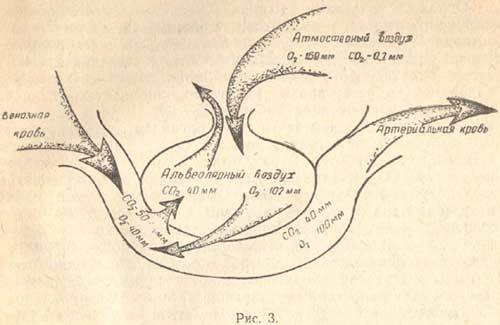 Атмосферный воздух
O₂ - 150 мм CO₂ - 0,2 мм
венозная
кровь
Артериальная кровь
Альвеолярный воздух
CO₂ 40 мм O₂ - 102 мм
CO₂ - 50 мм
O₂ - 40 мм
CO₂ 40 мм
O₂ 100 мм
Рис. 3.